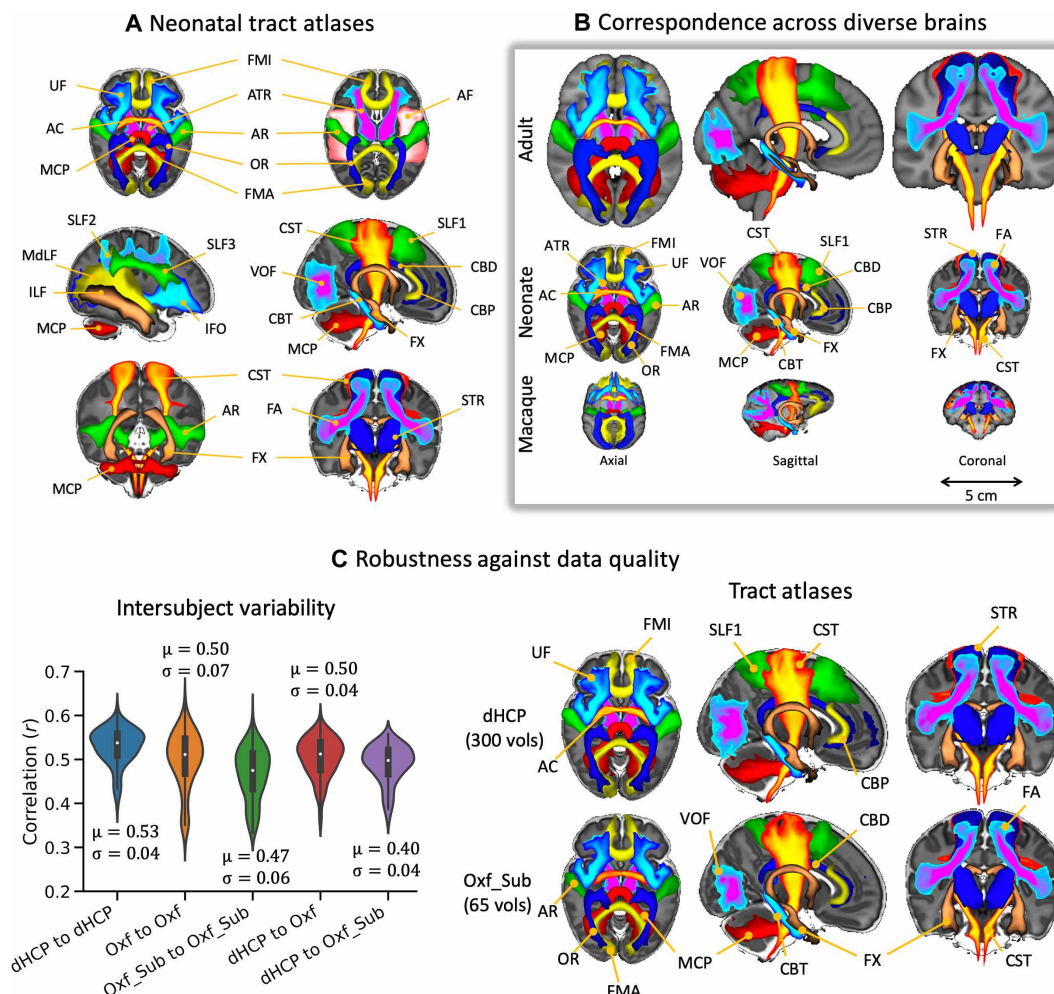 A Neonatal tract atlases
FMI
UF
ATR
AF
AC
AR
MCP
OR
FMA
SLF2
SLF3
MdLF
ILF
MCP
IFO
CST
SLF1
VOF
CBD
CBT
CBP
MCP
FX
CST
AR
FA
STR
FX
MCP
B Correspondence across diverse brains
Adult
Neonate
Macaque
ATR
FMI
UF
AC
AR
MCP
FMA
OR
CST
SLF1
VOF
CBD
CBP
MCP
CBT
FX
STR
FA
FX
CST
Axial
Sagittal
Coronal
5 cm
C Robustness against data quality
Intersubject variability
Correlation (r)
0.7
0.6
0.5
0.4
0.3
0.2
μ = 0.53
σ = 0.04
μ = 0.50
σ = 0.07
μ = 0.47
σ = 0.06
μ = 0.50
σ = 0.04
μ = 0.40
σ = 0.04
dHCP to dHCP
Oxf to Oxf
Oxf_Sub to Oxf_Sub
dHCP to Oxf
dHCP to Oxf_Sub
Tract atlases
dHCP
(300 vols)
Oxf_Sub
(65 vols)
UF
FMI
AC
SLF1
CST
CBP
STR
FA
VOF
CBD
AR
OR
FMA
MCP
CBT
FX
CST